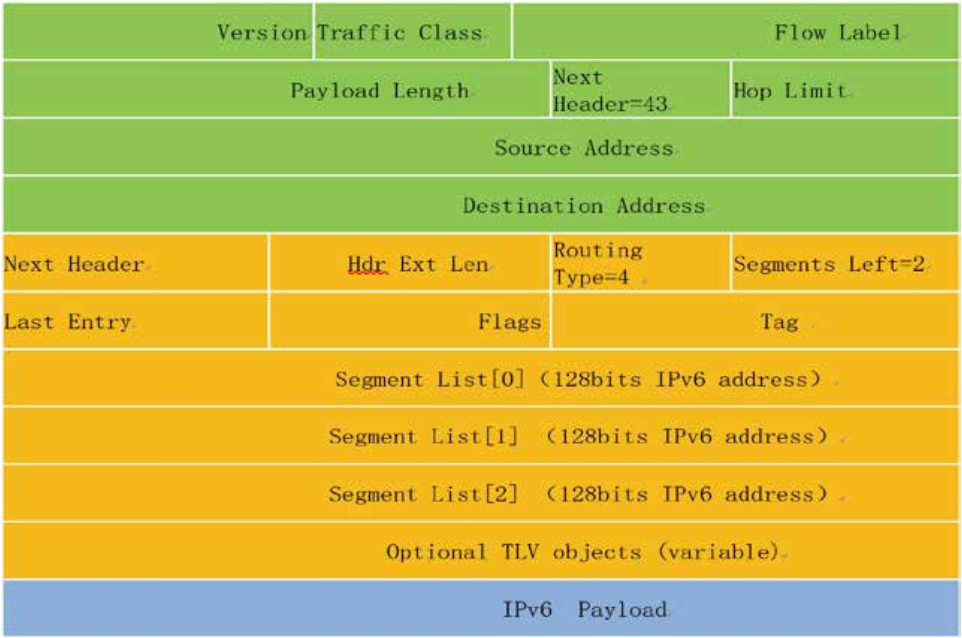 Version Traffic Class Flow Label
Payload Length Next Header=43 Hop Limit
Source Address
Destination Address
Next Header Hdr Ext Len Routing Type=4 Segments Left=2
Last Entry Flags Tag
Segment List[0]（128bits IPv6 address）
Segment List[1] （128bits IPv6 address）
Segment List[2] （128bits IPv6 address）
Optional TLV objects (variable)
IPv6 Payload